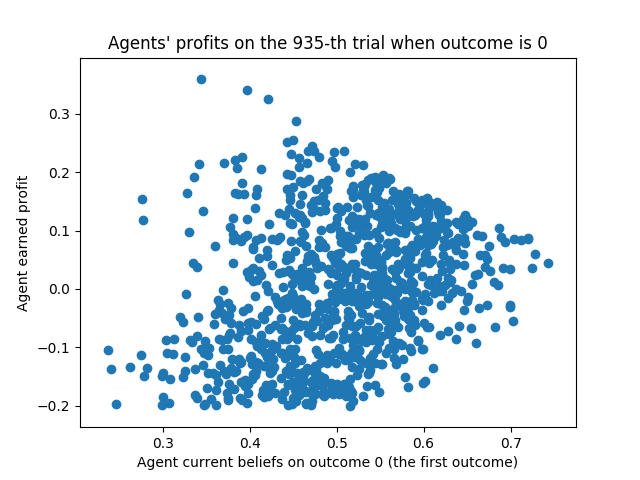 Agents' profits on the 935-th trial when outcome is 0
Agent earned profit
0.3
0.2
0.1
0.0
−0.1
−0.2
0.3 0.4 0.5 0.6 0.7
Agent current beliefs on outcome 0 (the first outcome)